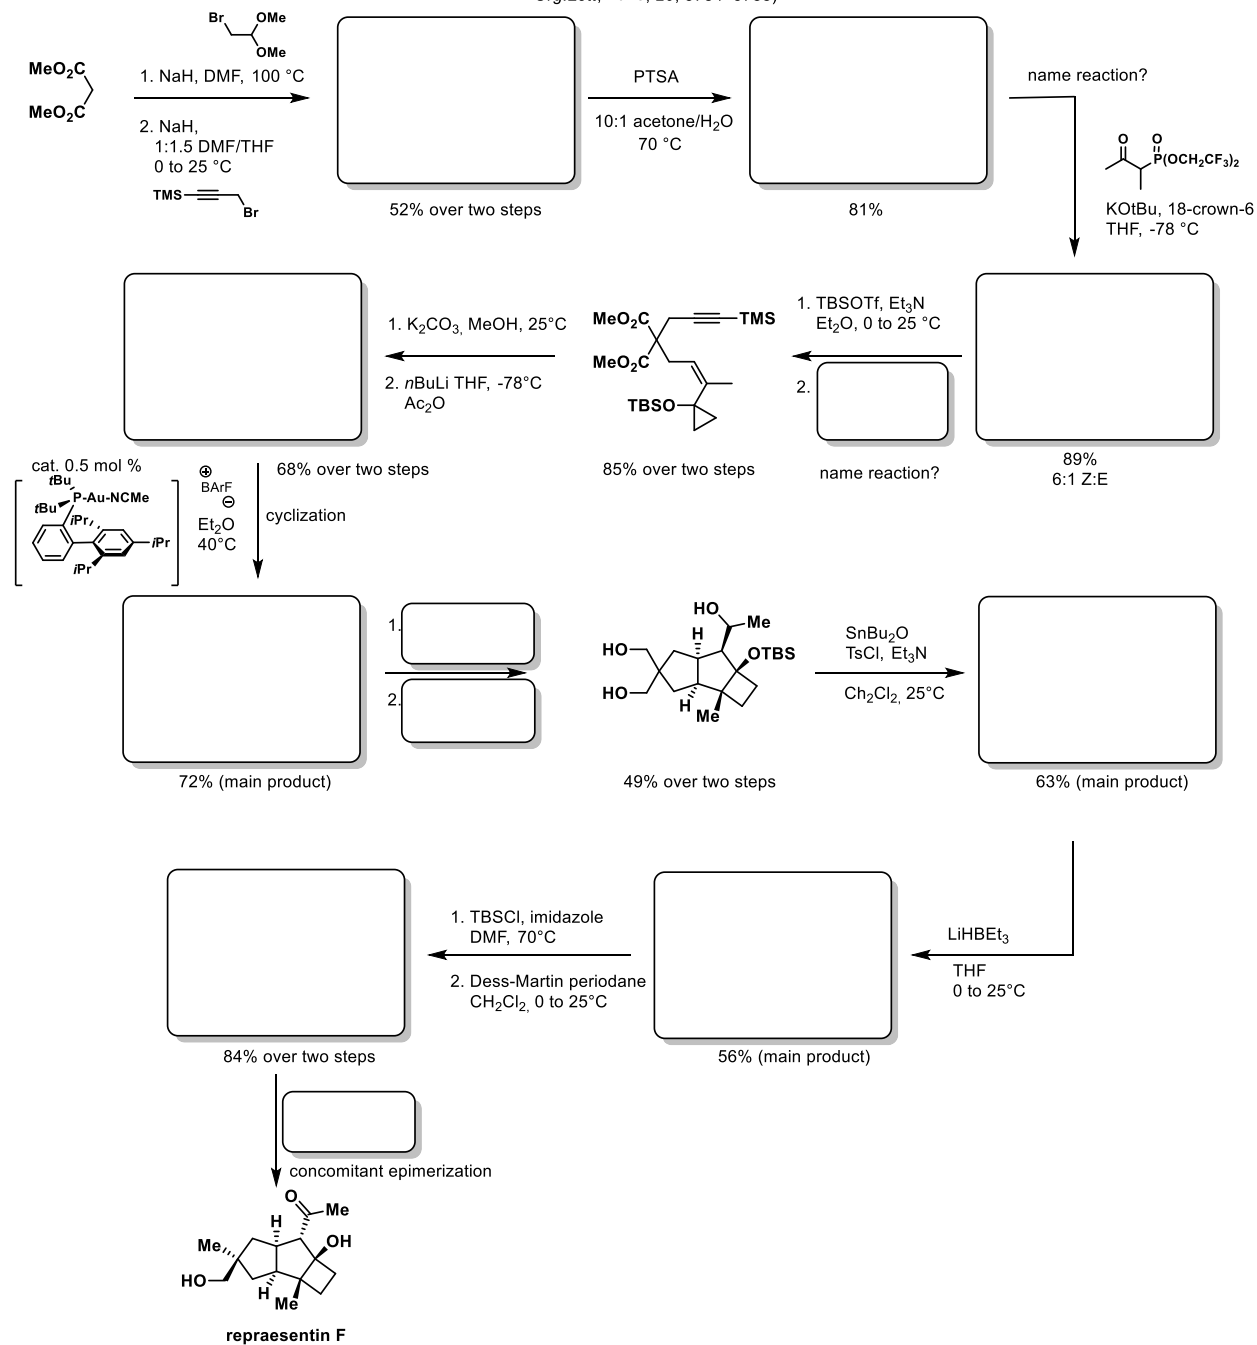 Br
OMe
OMe
MeO₂C
MeO₂C
1. NaH, DMF, 100 °C
2. NaH,
1:1.5 DMF/THF
0 to 25 °C
TMS
Br
52% over two steps
PTSA
10:1 acetone/H₂O
70 °C
81%
name reaction?
O
O
P(OCH₂CF₃)₂
KOtBu, 18-crown-6
THF, -78 °C
1. K₂CO₃, MeOH, 25°C
2. nBuLi THF, -78°C
Ac₂O
68% over two steps
MeO₂C
TMS
MeO₂C
TBSO
85% over two steps
1. TBSOTf, Et₃N
Et₂O, 0 to 25 °C
2.
name reaction?
89%
6:1 Z:E
cat. 0.5 mol %
tBu
tBu
P-Au-NCMe
iPr
iPr
iPr
⊕
BArF
⊖
Et₂O
40°C
cyclization
72% (main product)
1.
2.
HO
Me
H
HO
OTBS
HO
H
Me
49% over two steps
SnBu₂O
TsCl, Et₃N
Ch₂Cl₂, 25°C
63% (main product)
LiHBEt₃
THF
0 to 25°C
56% (main product)
1. TBSCl, imidazole
DMF, 70°C
2. Dess-Martin periodane
CH₂Cl₂, 0 to 25°C
84% over two steps
concomitant epimerization
O
Me
H
Me
OH
HO
H
Me
repraesentin F